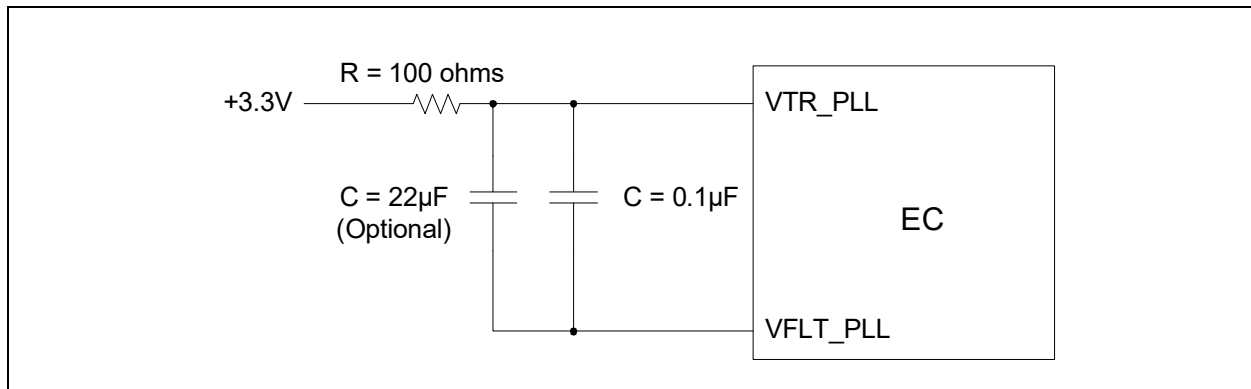 R = 100 ohms
+3.3V
VTR_PLL
C = 22µF
(Optional)
C = 0.1µF
EC
VFLT_PLL